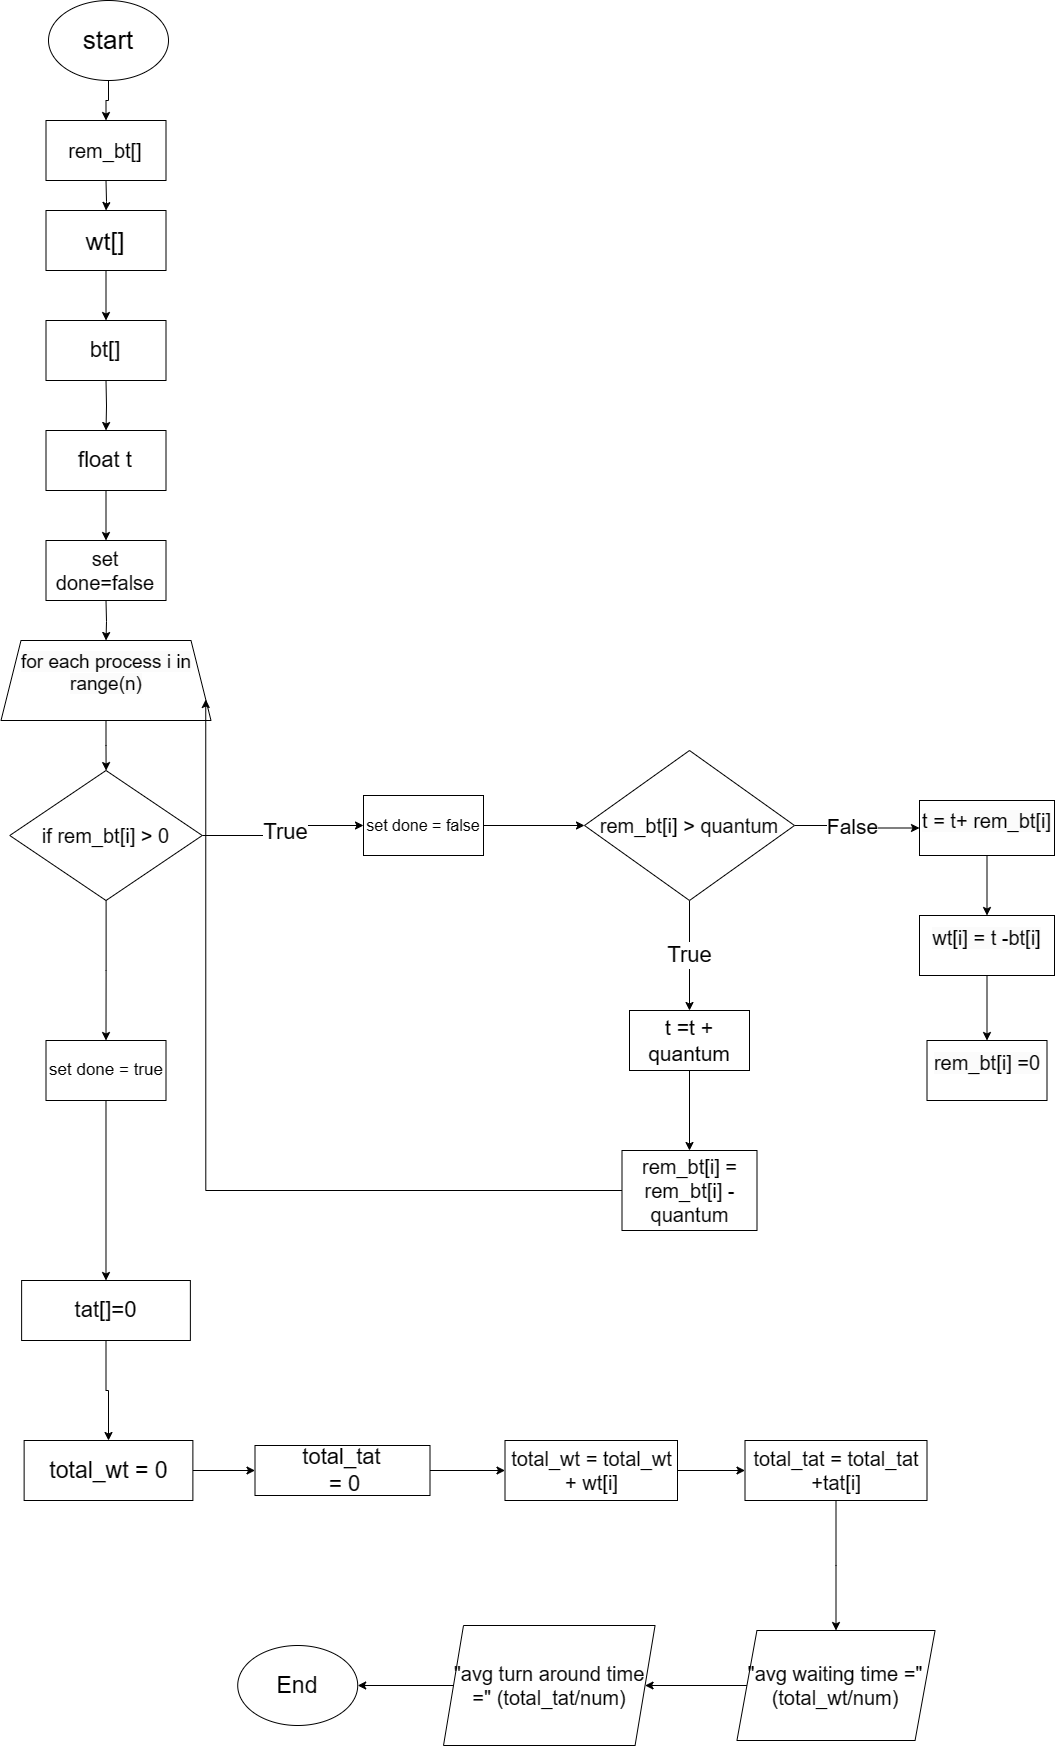 start
rem_bt[]
wt[]
bt[]
float t
set
done=false
for each process i in
range(n)
if rem_bt[i] > 0
True
set done = false
rem_bt[i] > quantum
False
t = t+ rem_bt[i]
wt[i] = t -bt[i]
rem_bt[i] =0
True
t =t +
quantum
rem_bt[i] =
rem_bt[i] -
quantum
set done = true
tat[]=0
total_wt = 0
total_tat
= 0
total_wt = total_wt
+ wt[i]
total_tat = total_tat
+tat[i]
"avg waiting time ="
(total_wt/num)
"avg turn around time
=" (total_tat/num)
End